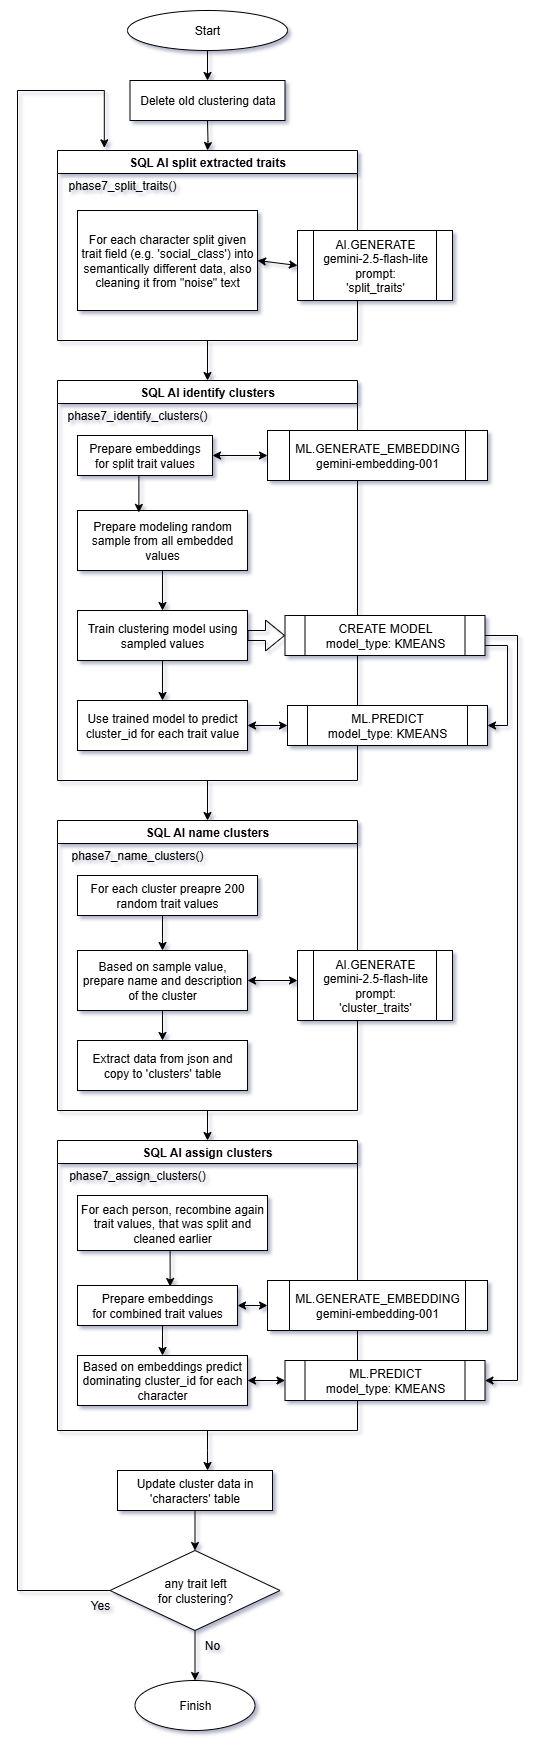 Start
Delete old clustering data
SQL AI split extracted traits
phase7_split_traits()
For each character split given
trait field (e.g. 'social_class') into
semantically different data, also
cleaning it from "noise" text
AI.GENERATE
gemini-2.5-flash-lite
prompt:
'split_traits'
SQL AI identify clusters
phase7_identify_clusters()
Prepare embeddings
for split trait values
ML.GENERATE_EMBEDDING
gemini-embedding-001
Prepare modeling random
sample from all embedded
values
Train clustering model using
sampled values
CREATE MODEL
model_type: KMEANS
Use trained model to predict
cluster_id for each trait value
ML.PREDICT
model_type: KMEANS
SQL AI name clusters
phase7_name_clusters()
For each cluster preapre 200
random trait values
Based on sample value,
prepare name and description
of the cluster
AI.GENERATE
gemini-2.5-flash-lite
prompt:
'cluster_traits'
Extract data from json and
copy to 'clusters' table
SQL AI assign clusters
phase7_assign_clusters()
For each person, recombine again
trait values, that was split and
cleaned earlier
Prepare embeddings
for combined trait values
ML.GENERATE_EMBEDDING
gemini-embedding-001
Based on embeddings predict
dominating cluster_id for each
character
ML.PREDICT
model_type: KMEANS
Update cluster data in
'characters' table
any trait left
for clustering?
Yes
No
Finish